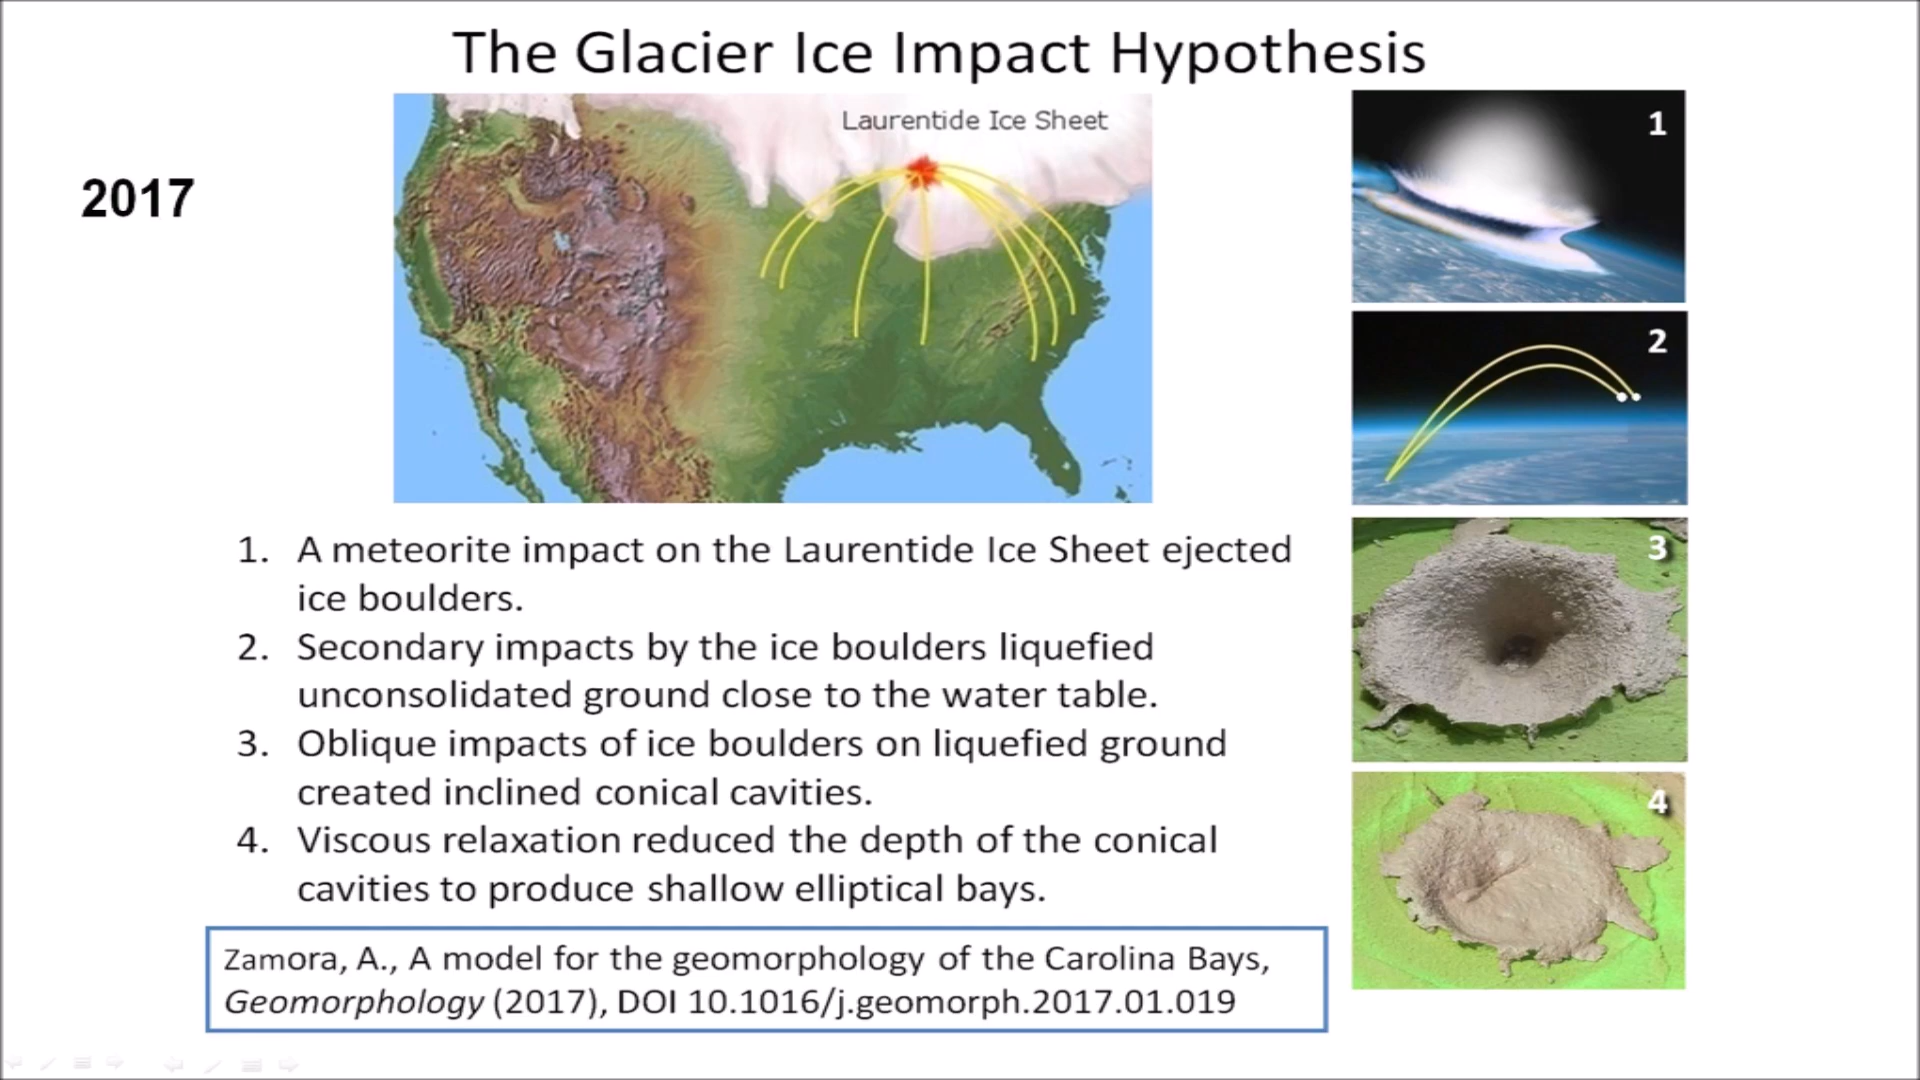 The Glacier Ice Impact Hypothesis
2017
Laurentide Ice Sheet
1
2
3
4
1. A meteorite impact on the Laurentide Ice Sheet ejected
ice boulders.
2. Secondary impacts by the ice boulders liquefied
unconsolidated ground close to the water table.
3. Oblique impacts of ice boulders on liquefied ground
created inclined conical cavities.
4. Viscous relaxation reduced the depth of the conical
cavities to produce shallow elliptical bays.
Zamora, A., A model for the geomorphology of the Carolina Bays,
Geomorphology (2017), DOI 10.1016/j.geomorph.2017.01.019